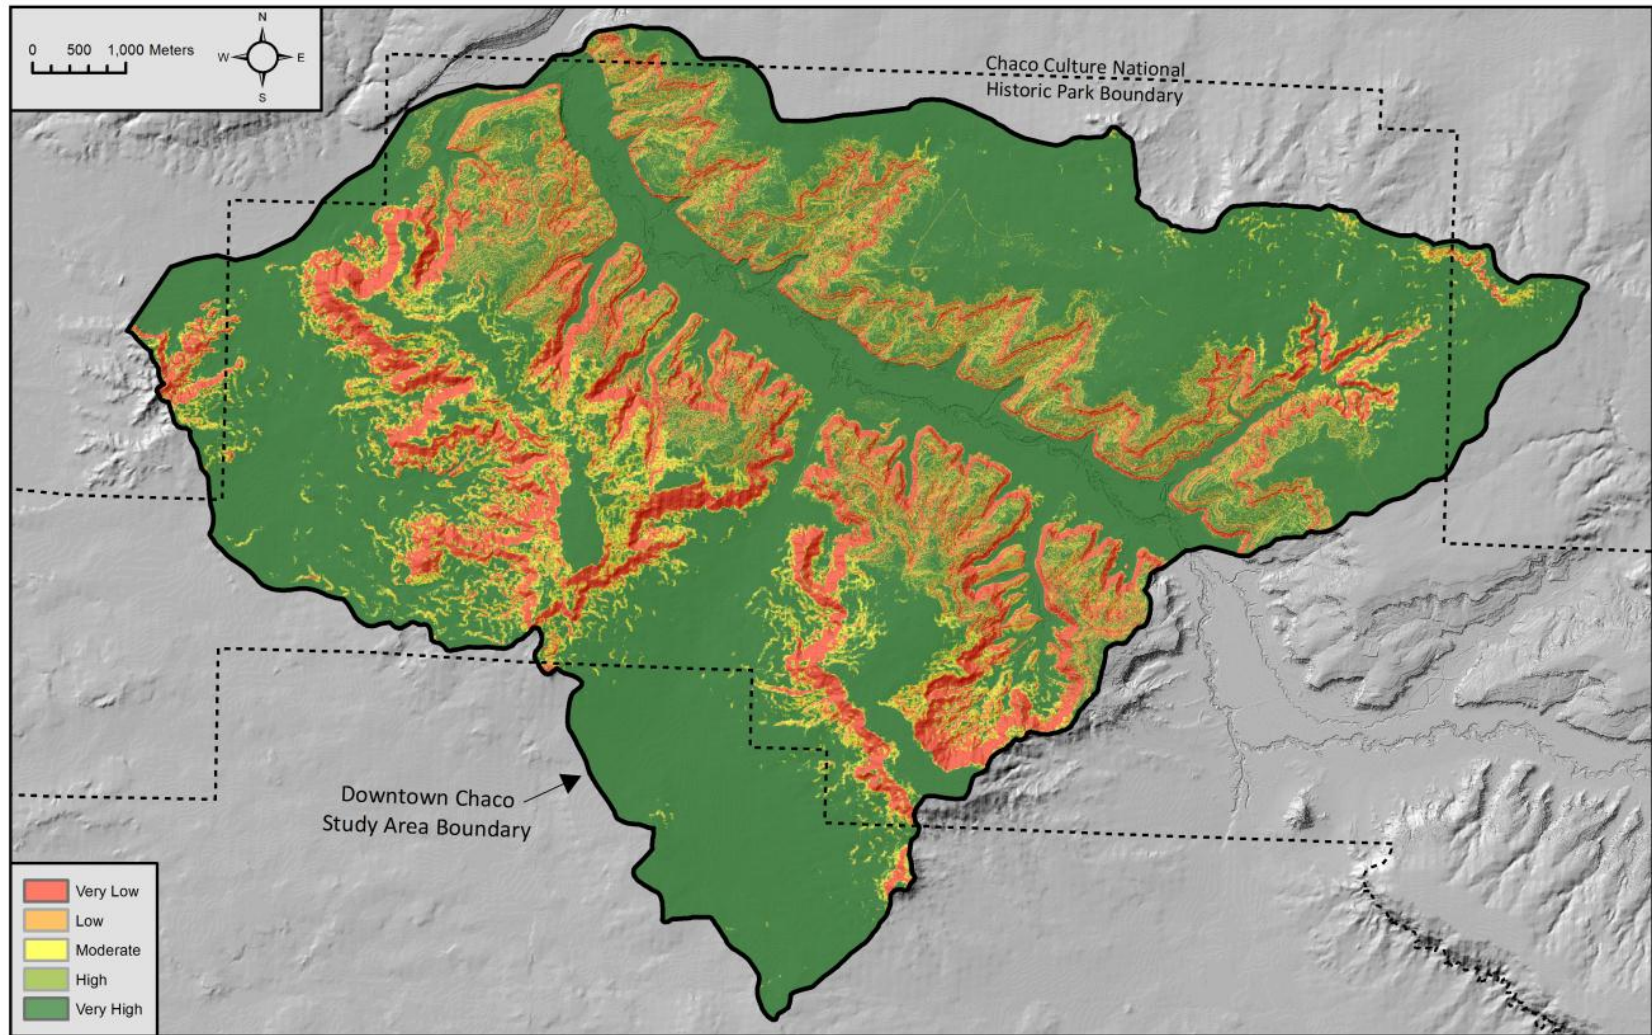 0 500 1,000 Meters
N
W E
S
Chaco Culture National
Historic Park Boundary
Downtown Chaco
Study Area Boundary
Very Low
Low
Moderate
High
Very High